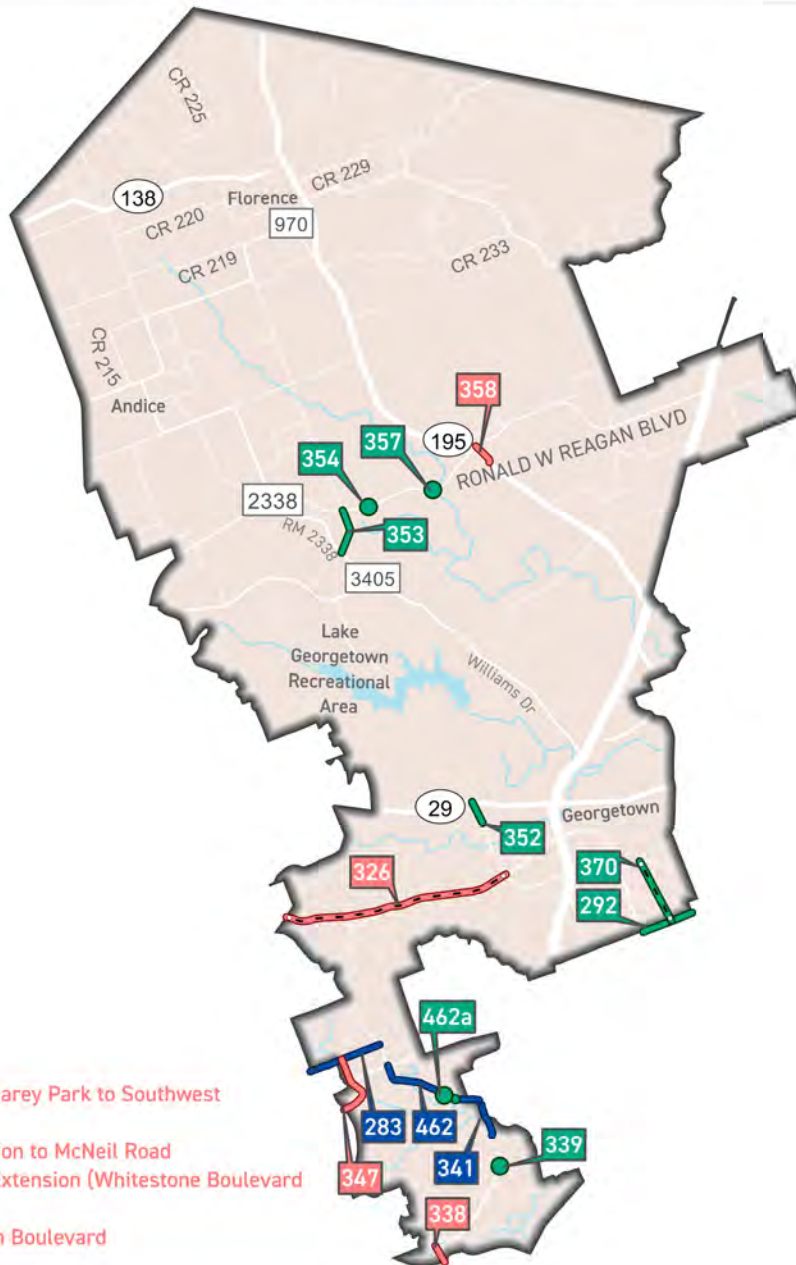 CR 225
138
Florence
CR 229
CR 220
970
CR 219
CR 233
CR 215
Andice
358
195
357
354
RONALD W REAGAN BLVD
2338
RM 2338
353
3405
Lake
Georgetown
Recreational
Area
Williams Dr
29
Georgetown
352
326
370
292
462a
arey Park to Southwest
283
462
339
on to McNeil Road
341
xtension (Whitestone Boulevard
347
338
n Boulevard